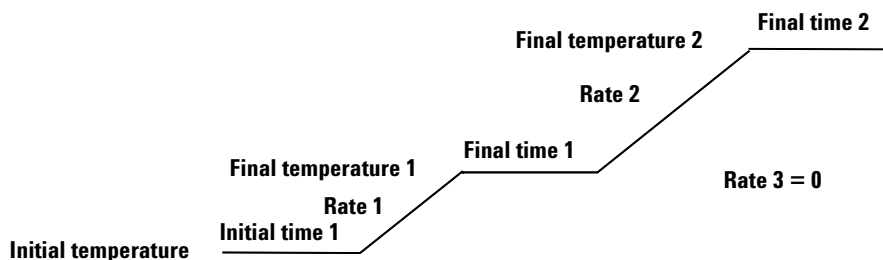 Final time 2
Final temperature 2
Rate 2
Final time 1
Final temperature 1
Rate 3 = 0
Rate 1
Initial time 1
Initial temperature